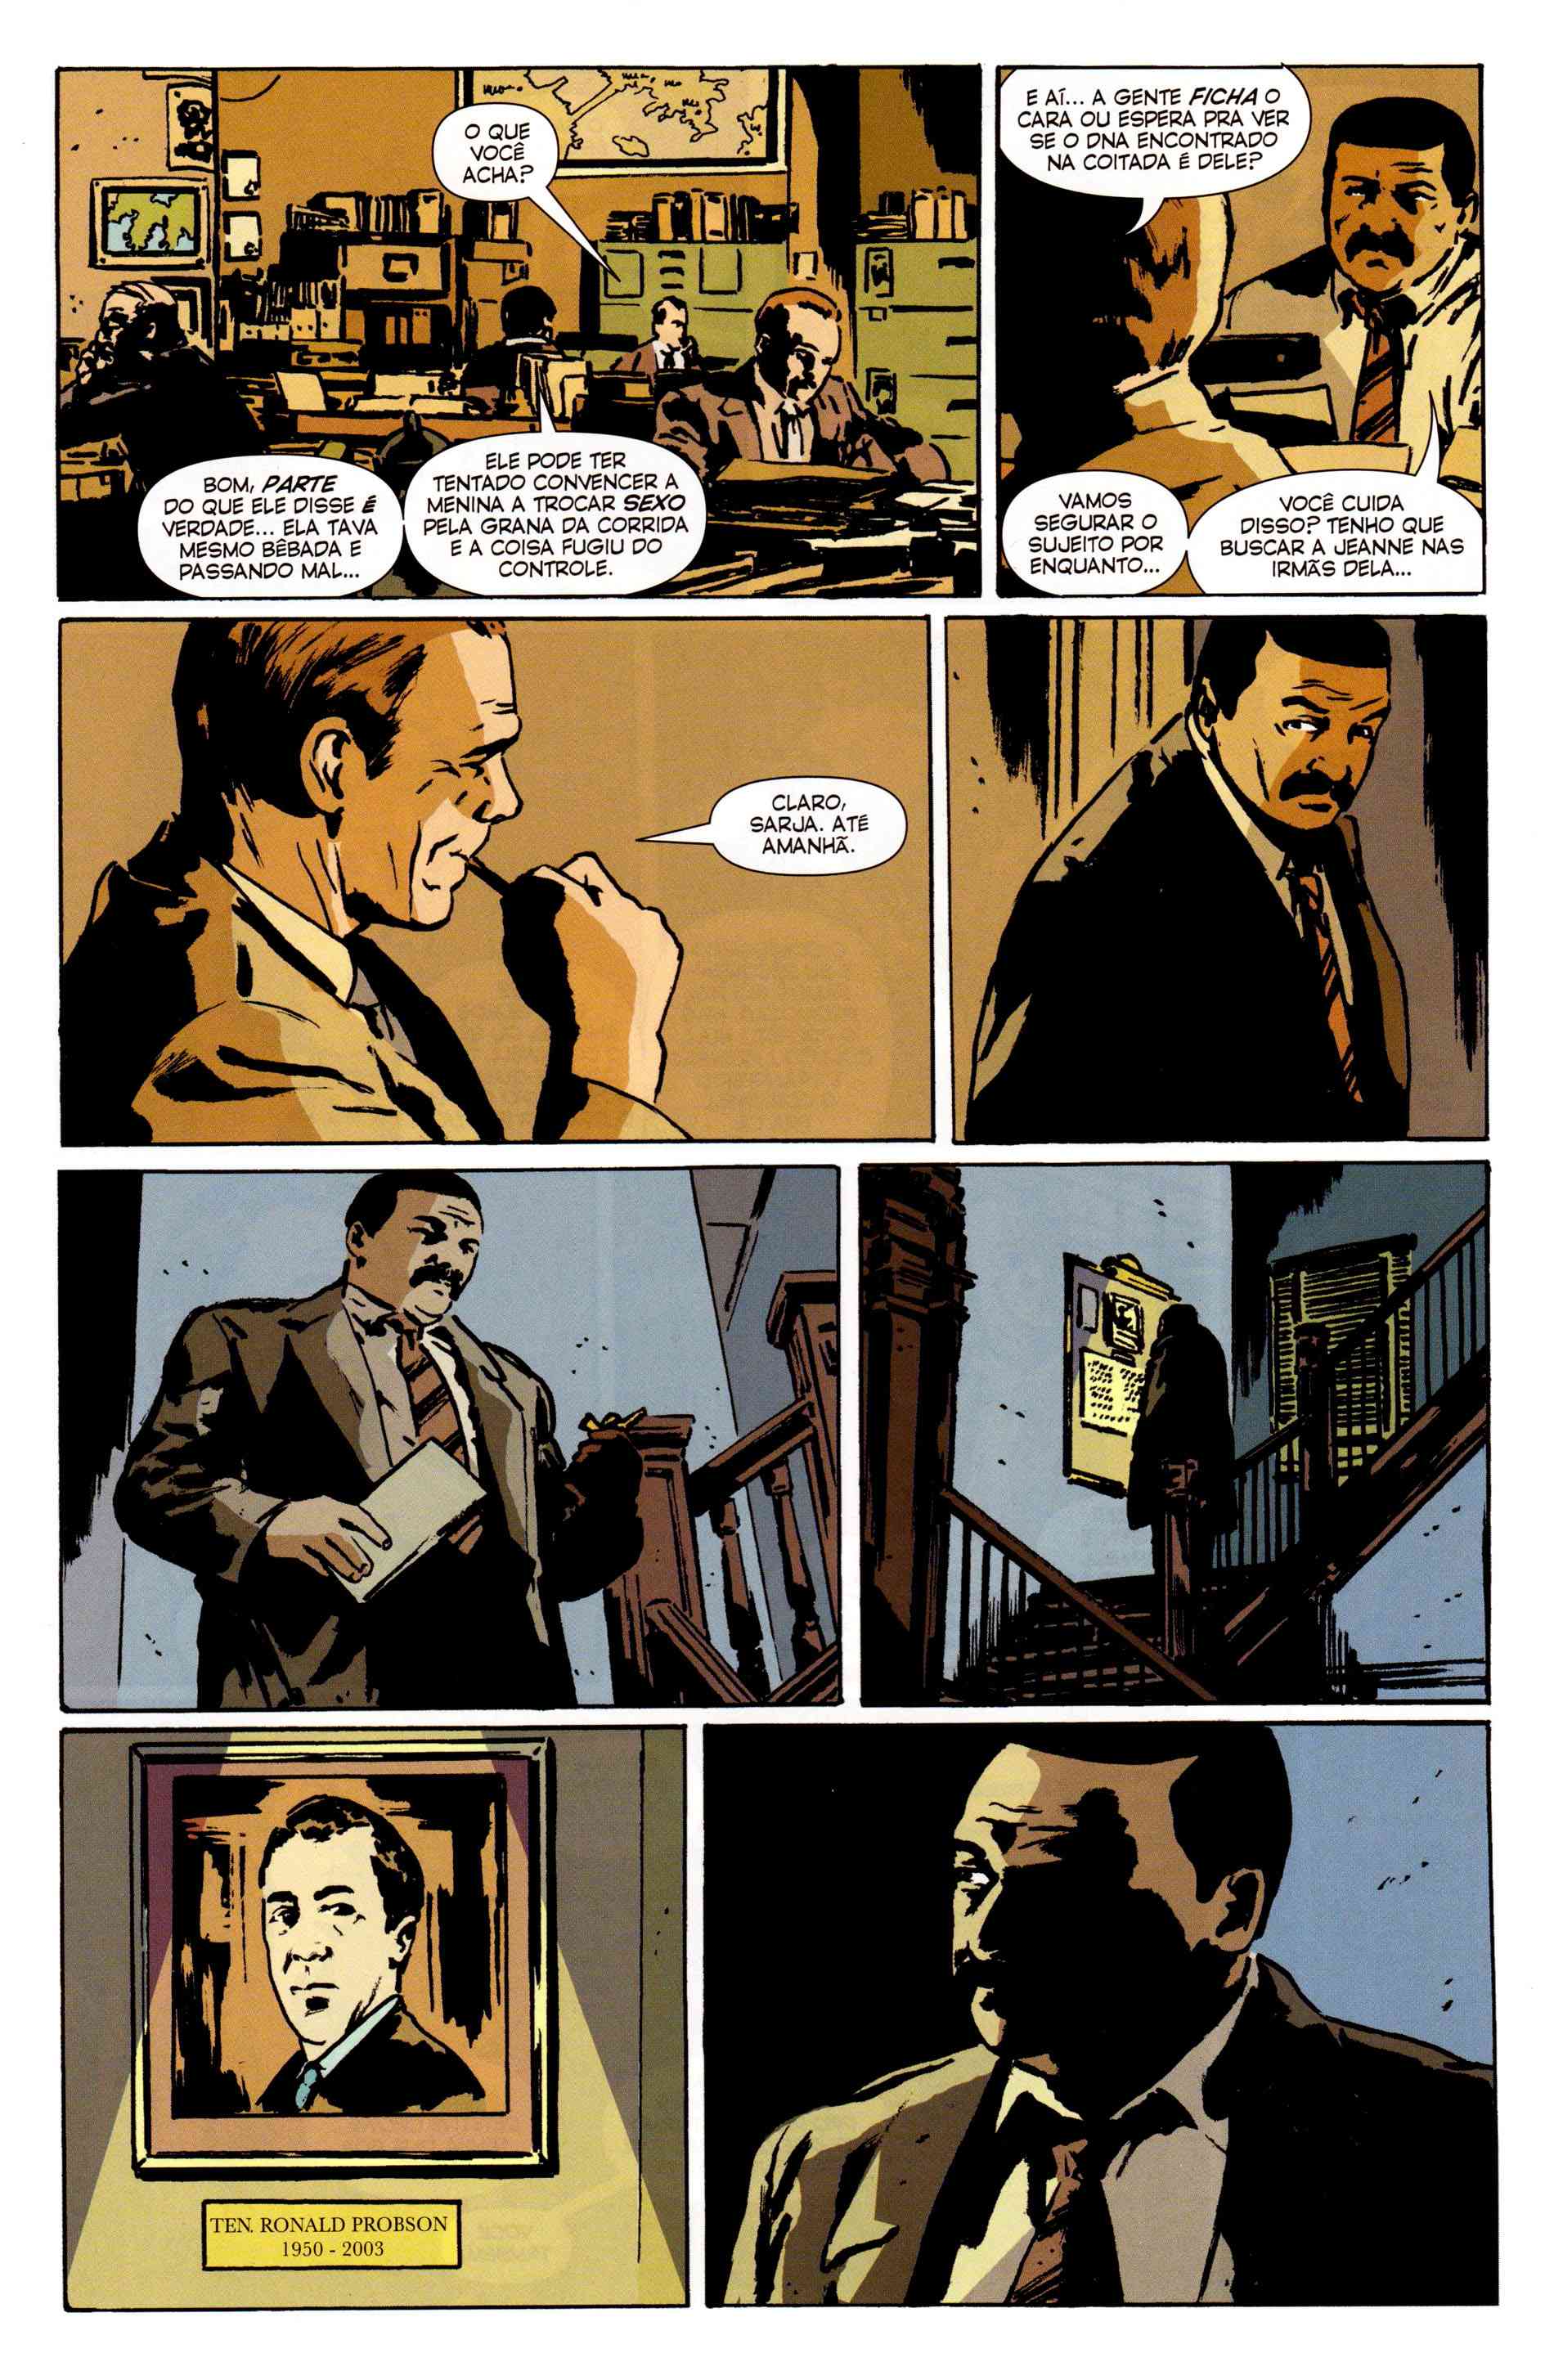 O QUE
VOCÊ
ACHA?
BOM, PARTE
DO QUE ELE DISSE É
VERDADE... ELA TAVA
MESMO BÊBADA E
PASSANDO MAL...
ELE PODE TER
TENTADO CONVENCER A
MENINA A TROCAR SEXO
PELA GRANA DA CORRIDA
E A COISA FUGIU DO
CONTROLE.
E AÍ... A GENTE FICHA O
CARA OU ESPERA PRA VER
SE O DNA ENCONTRADO
NA COITADA É DELE?
VAMOS
SEGURAR O
SUJEITO POR
ENQUANTO...
VOCÊ CUIDA
DISSO? TENHO QUE
BUSCAR A JEANNE NAS
IRMÃS DELA...
CLARO,
SARJA. ATÉ
AMANHÃ.
TEN. RONALD PROBSON
1950 - 2003